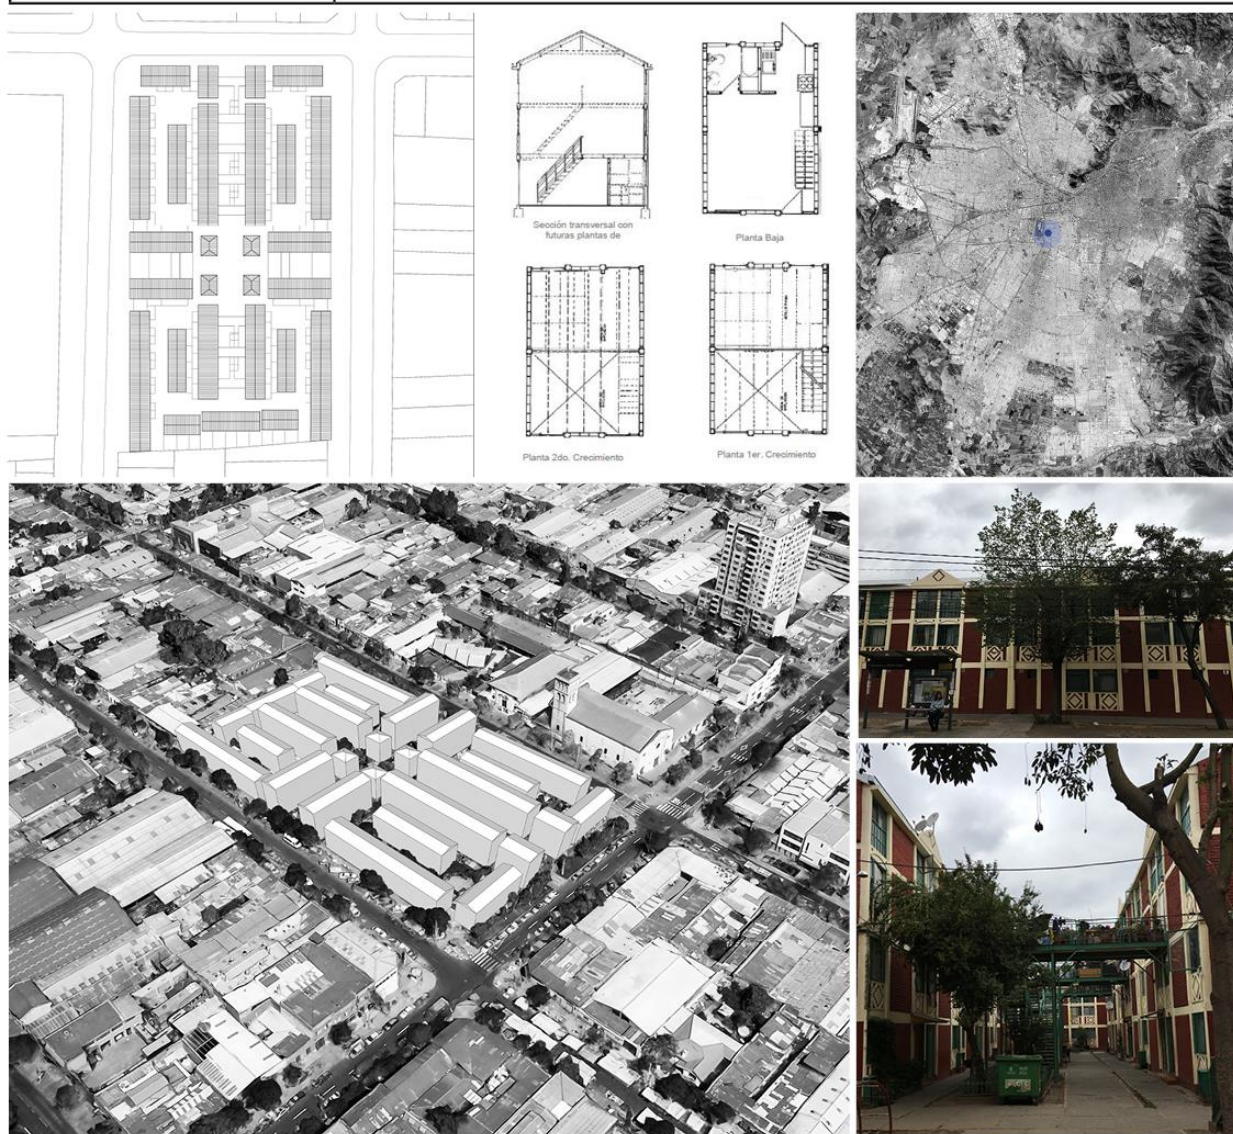 Sección transversal con
futuras plantas de
Planta Baja
Planta 2do. Crecimiento
Planta 1er. Crecimiento